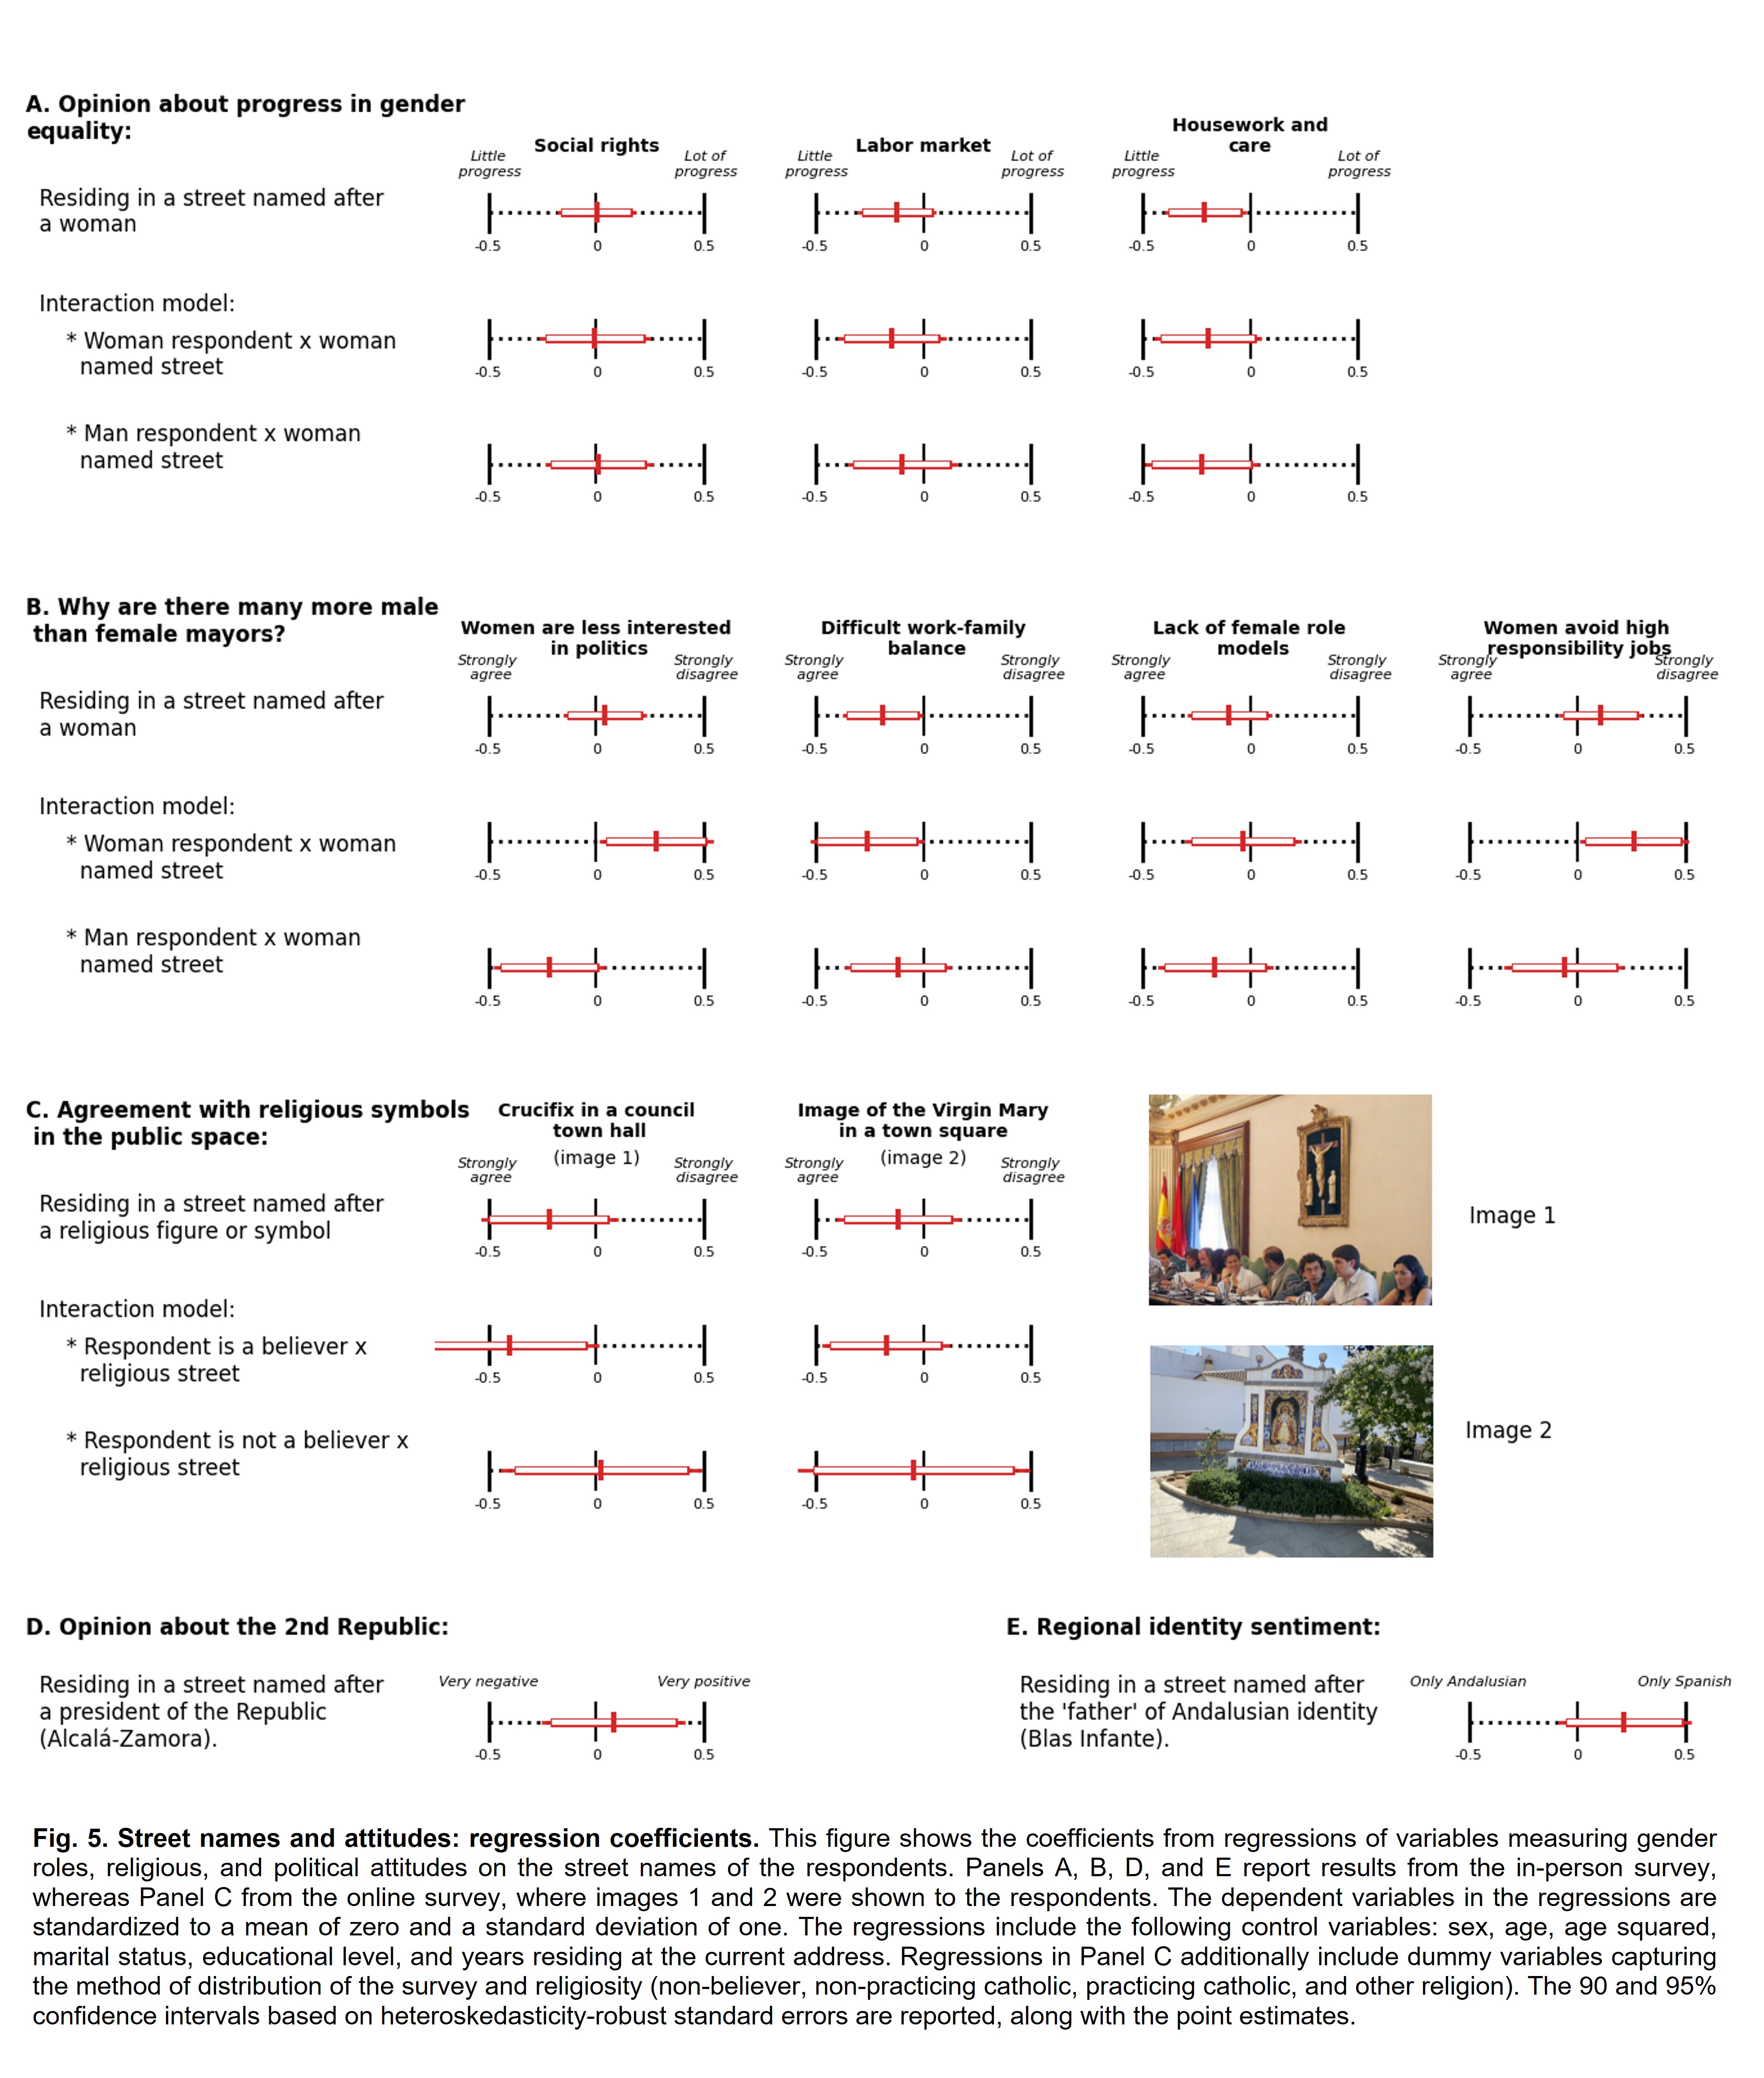 A. Opinion about progress in gender
equality:
Social rights
Labor market
Housework and
care
Little
progress
Lot of
progress
Little
progress
Lot of
progress
Little
progress
Lot of
progress
Residing in a street named after
a woman
-0.5 0 0.5 -0.5 0 0.5 -0.5 0 0.5
Interaction model:
* Woman respondent x woman
named street
-0.5 0 0.5 -0.5 0 0.5 -0.5 0 0.5
* Man respondent x woman
named street
-0.5 0 0.5 -0.5 0 0.5 -0.5 0 0.5
B. Why are there many more male
than female mayors?
Women are less interested
in politics
Difficult work-family
balance
Lack of female role
models
Women avoid high
responsibility jobs
Strongly
agree
Strongly
disagree
Strongly
agree
Strongly
disagree
Strongly
agree
Strongly
disagree
Strongly
agree
Strongly
disagree
Residing in a street named after
a woman
-0.5 0 0.5 -0.5 0 0.5 -0.5 0 0.5 -0.5 0 0.5
Interaction model:
* Woman respondent x woman
named street
-0.5 0 0.5 -0.5 0 0.5 -0.5 0 0.5 -0.5 0 0.5
* Man respondent x woman
named street
-0.5 0 0.5 -0.5 0 0.5 -0.5 0 0.5 -0.5 0 0.5
C. Agreement with religious symbols
in the public space:
Crucifix in a council
town hall
(image 1)
Image of the Virgin Mary
in a town square
(image 2)
Strongly
agree
Strongly
disagree
Strongly
agree
Strongly
disagree
Residing in a street named after
a religious figure or symbol
-0.5 0 0.5 -0.5 0 0.5
Image 1
Interaction model:
* Respondent is a believer x
religious street
-0.5 0 0.5 -0.5 0 0.5
* Respondent is not a believer x
religious street
-0.5 0 0.5 -0.5 0 0.5
Image 2
D. Opinion about the 2nd Republic:
Very negative
Very positive
Residing in a street named after
a president of the Republic
(Alcalá-Zamora).
-0.5 0 0.5
E. Regional identity sentiment:
Only Andalusian
Only Spanish
Residing in a street named after
the 'father' of Andalusian identity
(Blas Infante).
-0.5 0 0.5
Fig. 5. Street names and attitudes: regression coefficients. This figure shows the coefficients from regressions of variables measuring gender
roles, religious, and political attitudes on the street names of the respondents. Panels A, B, D, and E report results from the in-person survey,
whereas Panel C from the online survey, where images 1 and 2 were shown to the respondents. The dependent variables in the regressions are
standardized to a mean of zero and a standard deviation of one. The regressions include the following control variables: sex, age, age squared,
marital status, educational level, and years residing at the current address. Regressions in Panel C additionally include dummy variables capturing
the method of distribution of the survey and religiosity (non-believer, non-practicing catholic, practicing catholic, and other religion). The 90 and 95%
confidence intervals based on heteroskedasticity-robust standard errors are reported, along with the point estimates.